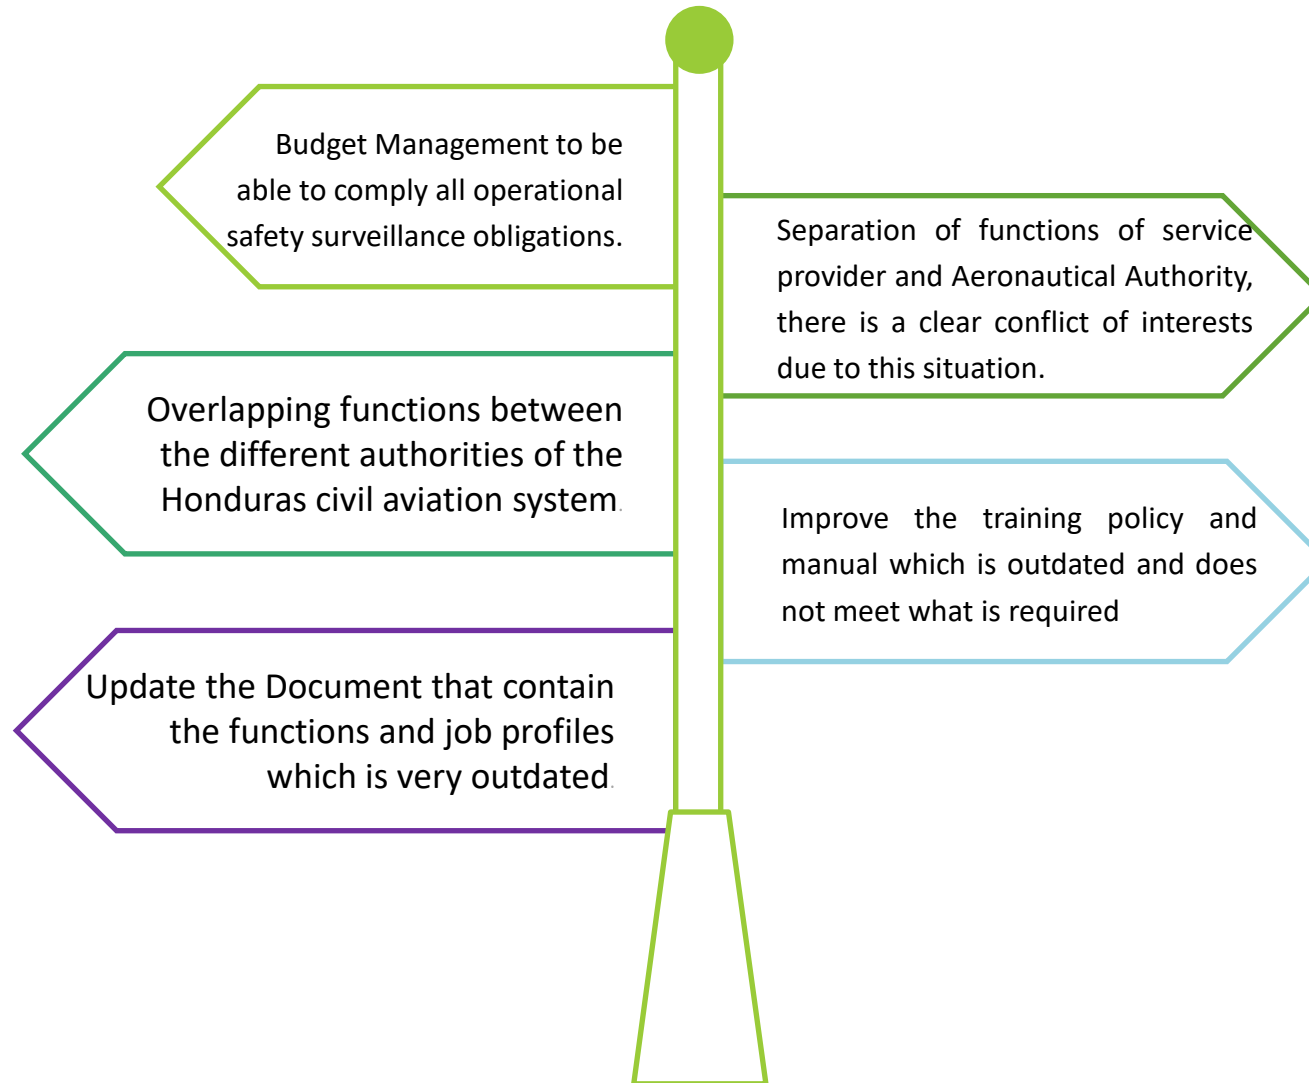 Budget Management to be
able to comply all operational
safety surveillance obligations.
Separation of functions of service
provider and Aeronautical Authority,
there is a clear conflict of interests
due to this situation.
Overlapping functions between
the different authorities of the
Honduras civil aviation system.
Improve the training policy and
manual which is outdated and does
not meet what is required
Update the Document that contain
the functions and job profiles
which is very outdated.